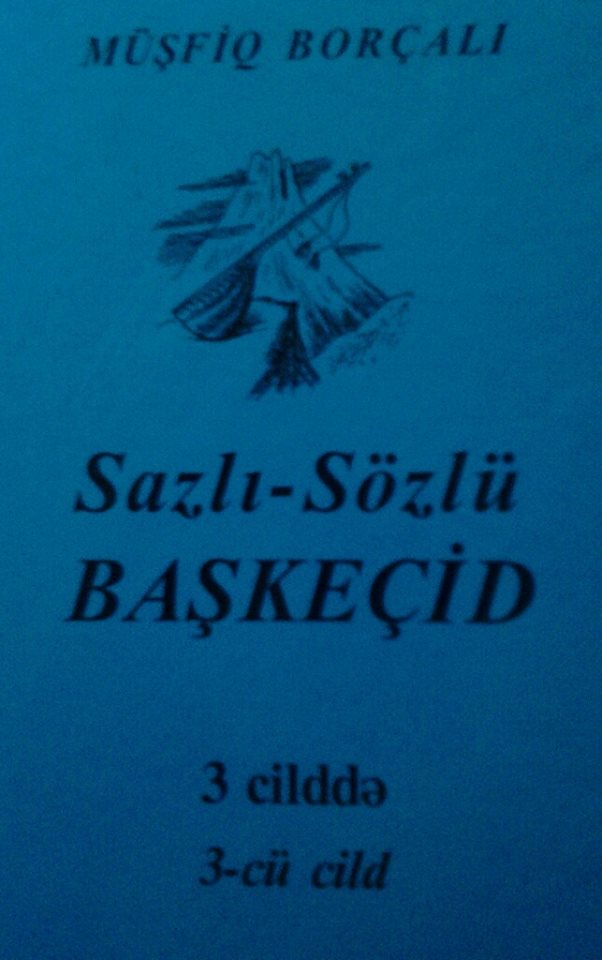 MÜŞFİQ BORÇALI
Sazlı-Sözlü
BAŞKEÇİD
3 cilddə
3-cü cild